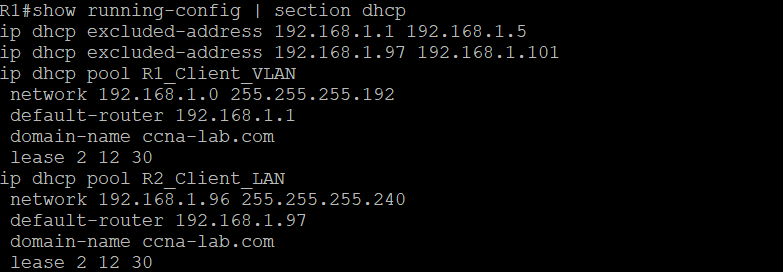 R1#show running-config | section dhcp
ip dhcp excluded-address 192.168.1.1 192.168.1.5
ip dhcp excluded-address 192.168.1.97 192.168.1.101
ip dhcp pool R1_Client_VLAN
 network 192.168.1.0 255.255.255.192
 default-router 192.168.1.1
 domain-name ccna-lab.com
 lease 2 12 30
ip dhcp pool R2_Client_LAN
 network 192.168.1.96 255.255.255.240
 default-router 192.168.1.97
 domain-name ccna-lab.com
 lease 2 12 30